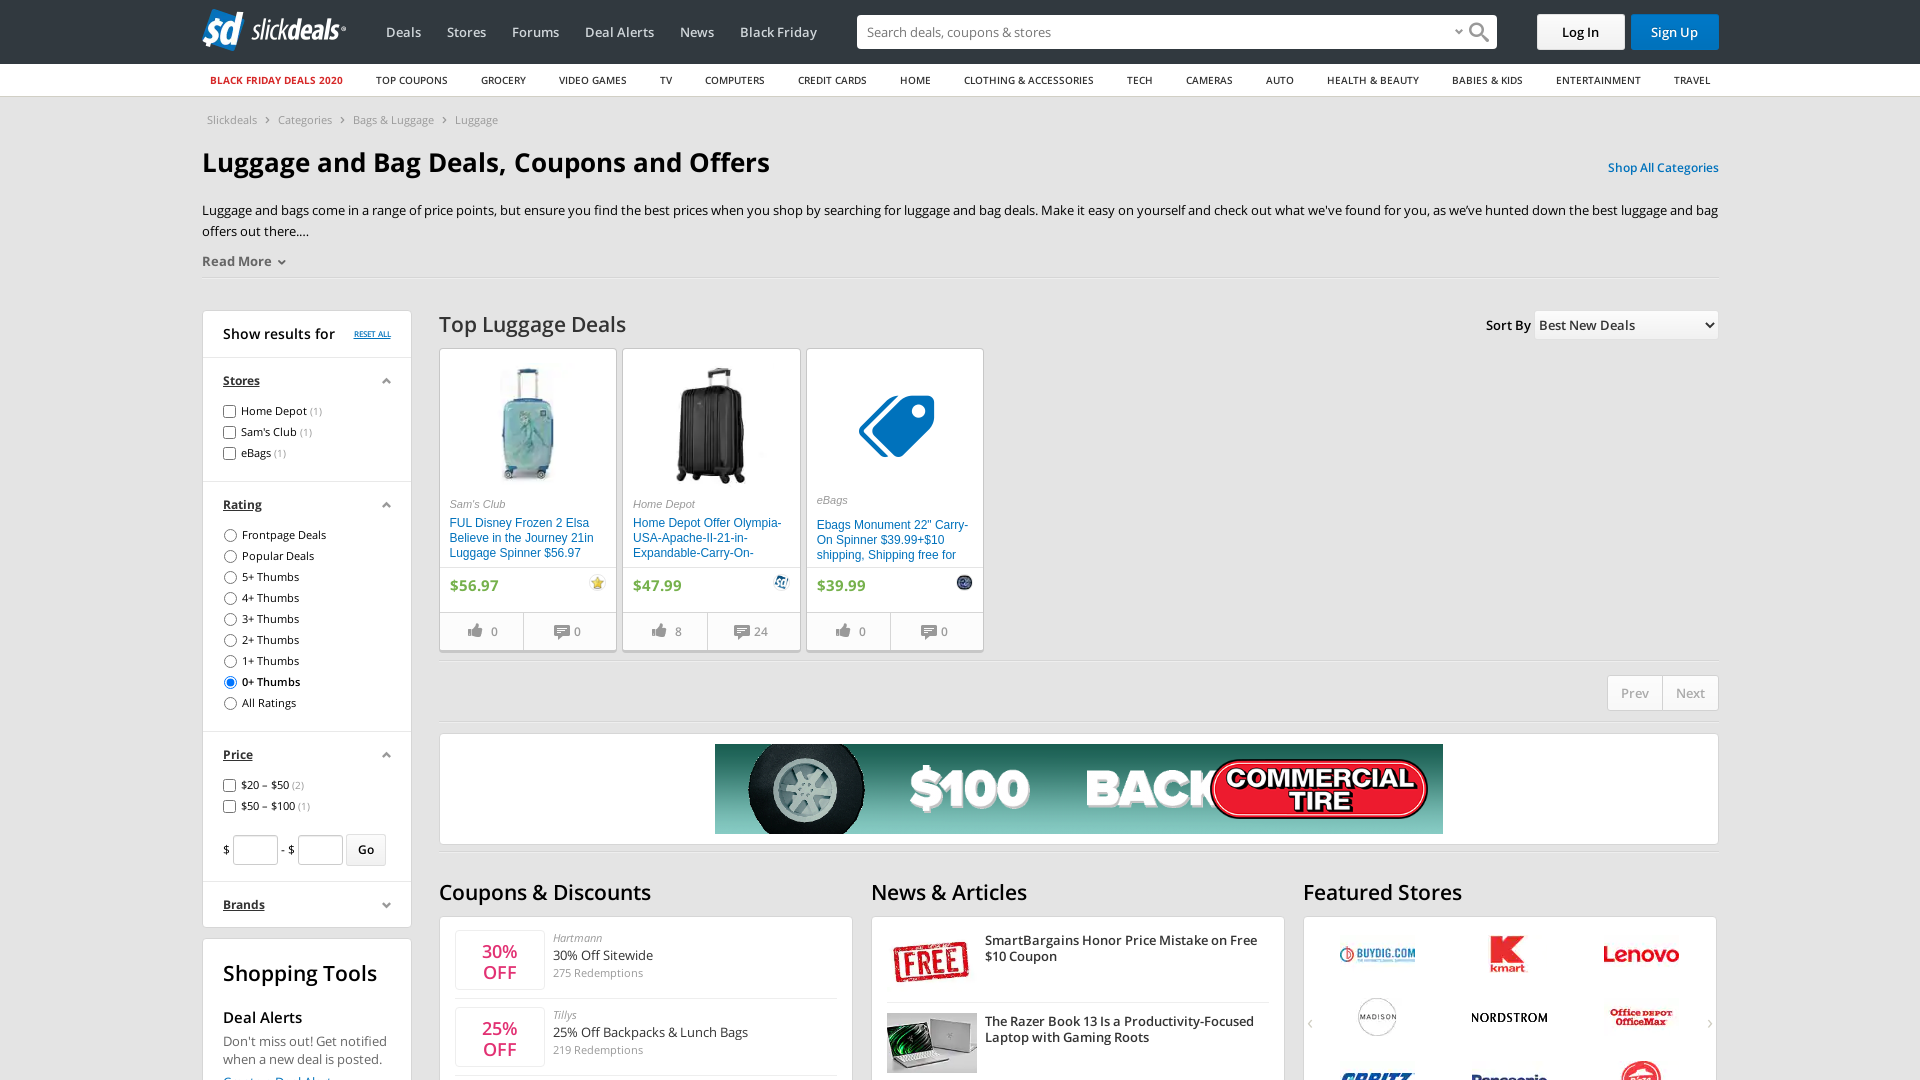 sd slickdeals
Deals
Stores
Forums
Deal Alerts
News
Black Friday
Search deals, coupons & shopping
Log In
Sign Up
BLACK FRIDAY DEALS 2020
TOP COUPONS
GROCERY
VIDEO GAMES
TV
COMPUTERS
CREDIT CARDS
HOME
CLOTHING & ACCESSORIES
TECH
CAMERAS
AUTO
HEALTH & BEAUTY
BABIES & KIDS
ENTERTAINMENT
TRAVEL
Slickdeals › Categories › Bags & Luggage › Luggage
Luggage and Bag Deals, Coupons and Offers
Shop All Categories
Luggage and bags come in a range of price points, but ensure you find the best prices when you shop by searching for luggage and bag deals. Make it easy on yourself and check out what we've found for you, as we’ve hunted down the best luggage and bag
offers out there....
Read More
Show results for
RESET ALL
Stores
Home Depot (1)
Sam's Club (1)
eBags (1)
Rating
Frontpage Deals
Popular Deals
5+ Thumbs
4+ Thumbs
3+ Thumbs
2+ Thumbs
1+ Thumbs
0+ Thumbs
All Ratings
Price
$20 – $50 (2)
$50 – $100 (1)
$ - $ Go
Brands
Shopping Tools
Deal Alerts
Don't miss out! Get notified
when a new deal is posted.
Top Luggage Deals
Sort By Best New Deals
Sam's Club
FUL Disney Frozen 2 Elsa
Believe in the Journey 21in
Luggage Spinner $56.97
$56.97
0
0
Home Depot
Home Depot Offer Olympia-
USA-Apache-II-21-in-
Expandable-Carry-On-
$47.99
8
24
eBags
Ebags Monument 22" Carry-
On Spinner $39.99+$10
shipping, Shipping free for
$39.99
0
0
Prev
Next
$100 BACK
COMMERCIAL
TIRE
Coupons & Discounts
30%
OFF
Hartmann
30% Off Sitewide
275 Redemptions
25%
OFF
Tillys
25% Off Backpacks & Lunch Bags
219 Redemptions
News & Articles
FREE
SmartBargains Honor Price Mistake on Free
$10 Coupon
The Razer Book 13 Is a Productivity-Focused
Laptop with Gaming Roots
Featured Stores
BUYDIG.COM
K
kmart
Lenovo
MADISON
NORDSTROM
Office DEPOT
OfficeMax
ORBITZ
Panasonic